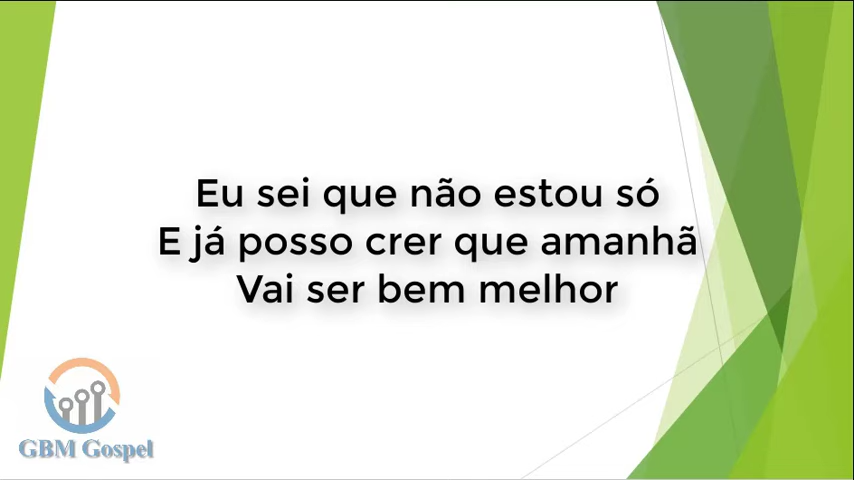 Eu sei que não estou só
E já posso crer que amanhã
Vai ser bem melhor
GBM Gospel